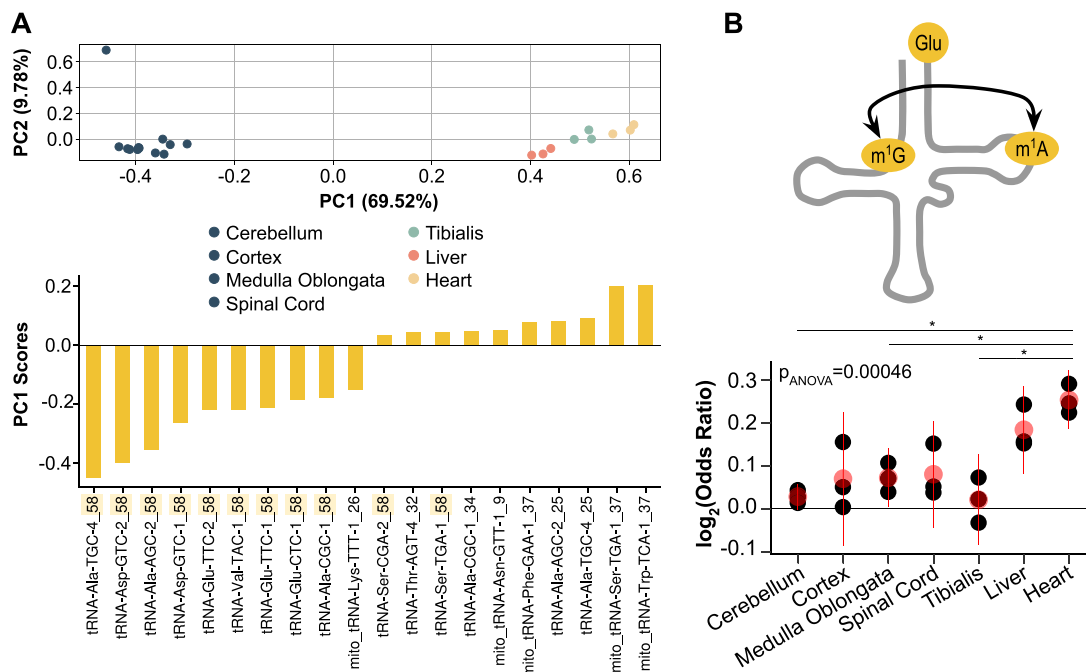 A
PC2 (9.78%)
0.6
0.4
0.2
0.0
-0.4
-0.2
0.0
0.2
0.4
0.6
PC1 (69.52%)
Cerebellum
Cortex
Medulla Oblongata
Spinal Cord
Tibialis
Liver
Heart
PC1 Scores
0.2
0.0
-0.2
-0.4
tRNA-Ala-TGC-4_58
tRNA-Asp-GTC-2_58
tRNA-Ala-AGC-2_58
tRNA-Asp-GTC-1_58
tRNA-Glu-TTC-2_58
tRNA-Val-TAC-1_58
tRNA-Glu-TTC-1_58
tRNA-Glu-CTC-1_58
tRNA-Ala-CGC-1_58
mito_tRNA-Lys-TTT-1_26
tRNA-Ser-CGA-2_58
tRNA-Thr-AGT-4_32
tRNA-Ser-TGA-1_58
tRNA-Ala-CGC-1_34
mito_tRNA-Asn-GTT-1_9
mito_tRNA-Phe-GAA-1_37
tRNA-Ala-AGC-2_25
tRNA-Ala-TGC-4_25
mito_tRNA-Ser-TGA-1_37
mito_tRNA-Trp-TCA-1_37
B
Glu
m¹G
m¹A
*
*
*
pANOVA=0.00046
log2(Odds Ratio)
0.3
0.2
0.1
0.0
-0.1
Cerebellum
Cortex
Medulla Oblongata
Spinal Cord
Tibialis
Liver
Heart